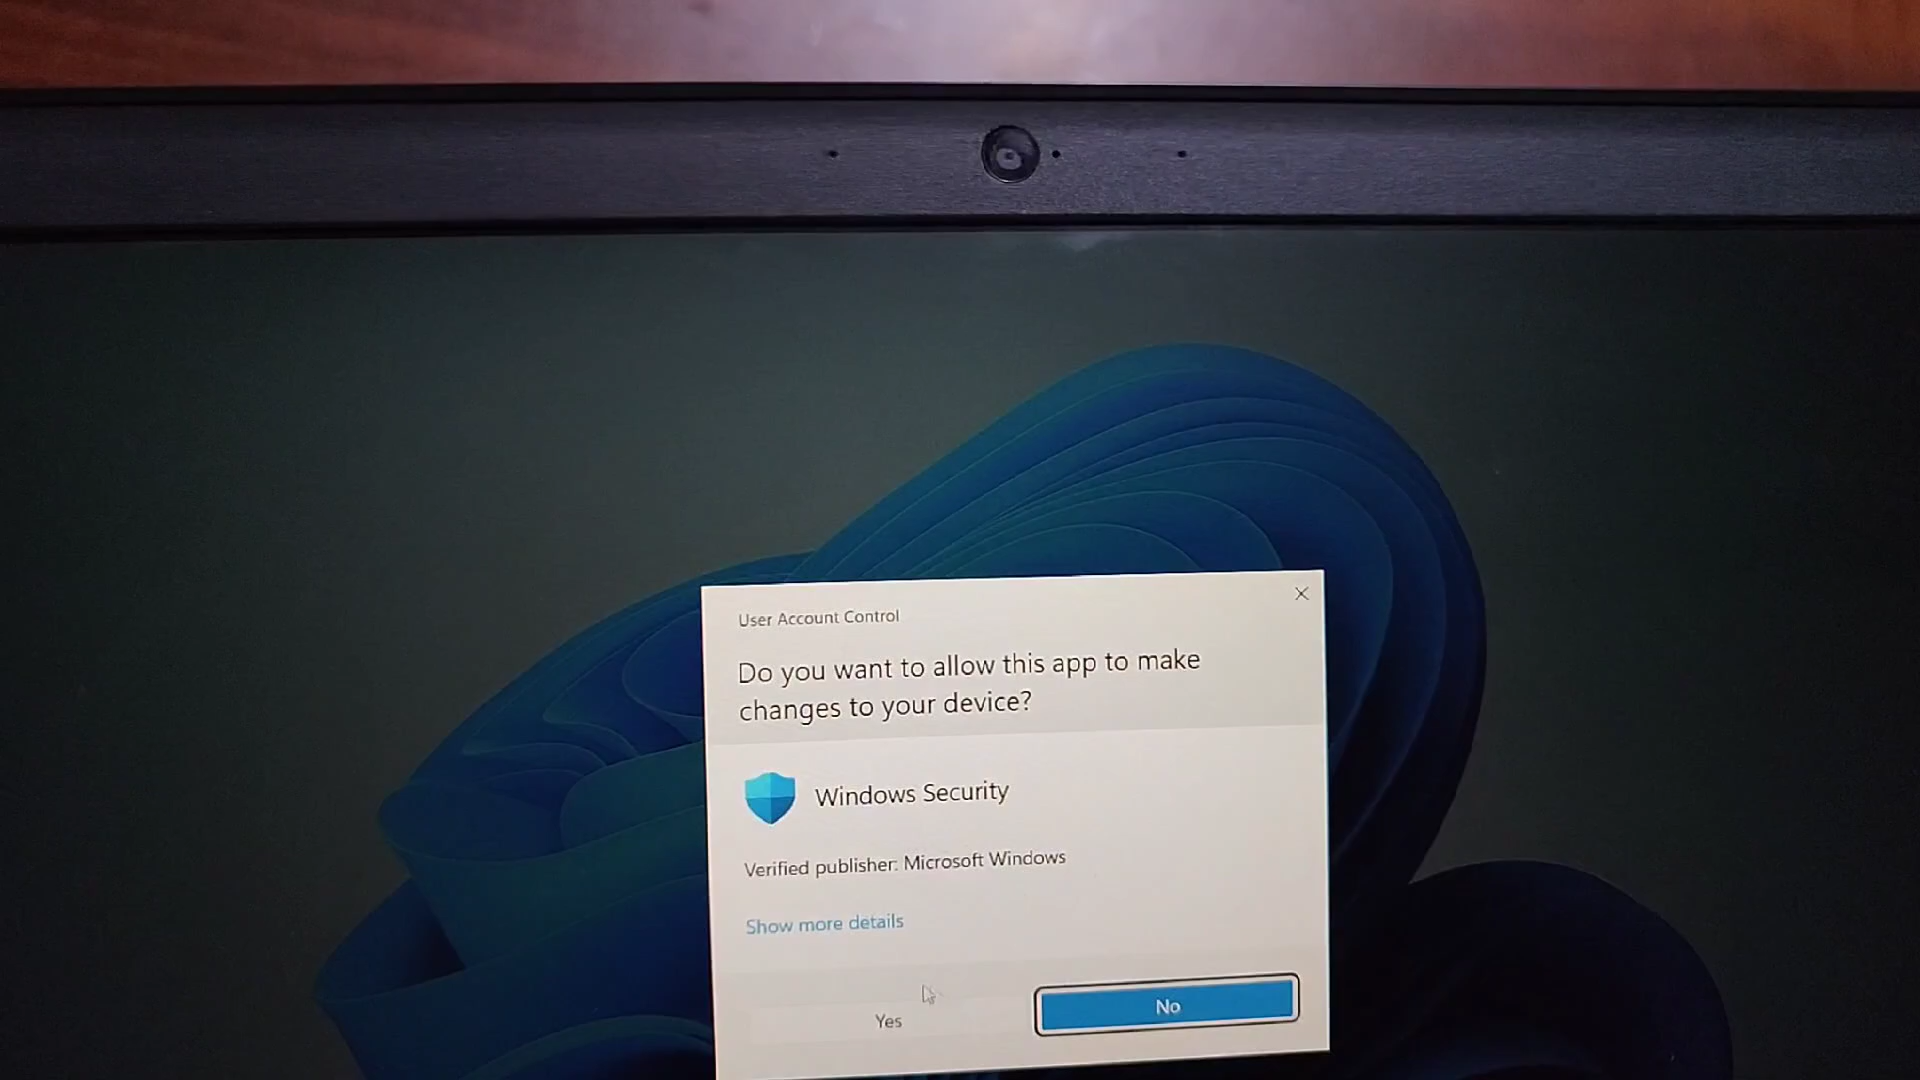 User Account Control
Do you want to allow this app to make
changes to your device?
Windows Security
Verified publisher: Microsoft Windows
Show more details
Yes
No